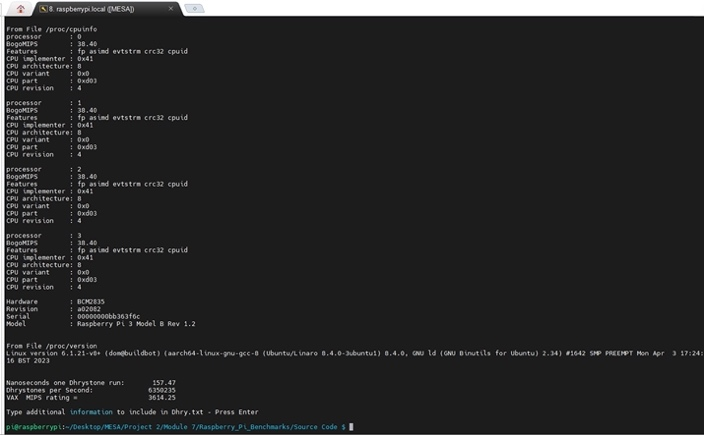 8. raspberrypi.local ([MESA])
From File /proc/cpuinfo
processor : 0
BogoMIPS : 38.40
Features : fp asimd evtstrm crc32 cpuid
CPU implementer : 0x41
CPU architecture: 8
CPU variant : 0x0
CPU part : 0xd03
CPU revision : 4
processor : 1
BogoMIPS : 38.40
Features : fp asimd evtstrm crc32 cpuid
CPU implementer : 0x41
CPU architecture: 8
CPU variant : 0x0
CPU part : 0xd03
CPU revision : 4
processor : 2
BogoMIPS : 38.40
Features : fp asimd evtstrm crc32 cpuid
CPU implementer : 0x41
CPU architecture: 8
CPU variant : 0x0
CPU part : 0xd03
CPU revision : 4
processor : 3
BogoMIPS : 38.40
Features : fp asimd evtstrm crc32 cpuid
CPU implementer : 0x41
CPU architecture: 8
CPU variant : 0x0
CPU part : 0xd03
CPU revision : 4
Hardware : BCM2835
Revision : a02082
Serial : 00000000bb363f6c
Model : Raspberry Pi 3 Model B Rev 1.2
From File /proc/version
Linux version 6.1.21-v8+ (dom@buildbot) (aarch64-linux-gnu-gcc-8 (Ubuntu/Linaro 8.4.0-3ubuntu1) 8.4.0, GNU ld (GNU Binutils for Ubuntu) 2.34) #1642 SMP PREEMPT Mon Apr 3 17:24:
16 BST 2023
Nanoseconds one Dhrystone run: 157.47
Dhrystones per Second: 6350235
VAX MIPS rating = 3614.25
Type additional information to include in Dhry.txt - Press Enter
pi@raspberrypi:~/Desktop/MESA/Project 2/Module 7/Raspberry_Pi_Benchmarks/Source Code $